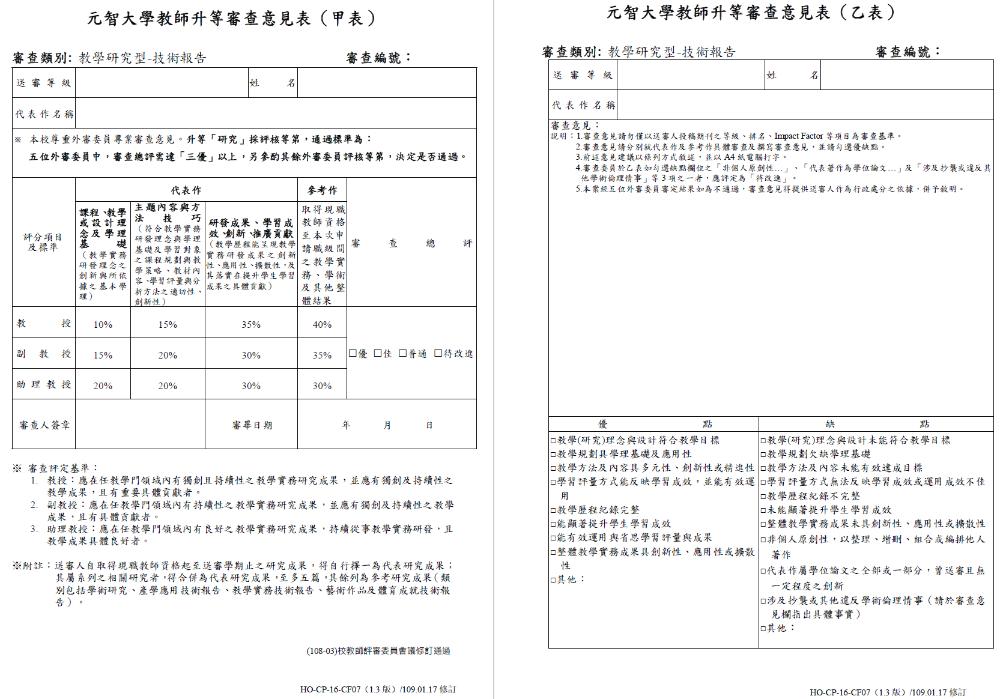 元智大學教師升等審查意見表（甲表）
審查類別: 教學研究型-技術報告 審查編號：
送審等級 姓名
代表作名稱
※ 本校尊重外審委員專業審查意見。升等「研究」採評核等第，通過標準為：
五位外審委員中，審查總評需達「三優」以上，另參酌其餘外審委員評核等第，決定是否通過。
評分項目
及標準
代表作
參考作
課程、教學
或設計理
念及學理
基礎
（教學實務
研發理念之
創新與所依
據之基本學
理）
主題內容與方
法技巧
（符合教學實務
研發理念與學理
基礎及學習對象
之課程規劃與教
學策略、教材內
容、學習評量與分
析方法之適切性、
創新性）
研發成果、學習成
效、創新、推廣貢獻
（教學歷程能呈現教學
實務研發成果之創新
性、應用性、擴散性，及
其落實在提升學生學習
成果之具體貢獻）
取得現職
教師資格
至本次申
請職級間
之教學實
務、學術
及其他整
體結果
審查總評
教授 10% 15% 35% 40%
副教授 15% 20% 30% 35% □優 □佳 □普通 □待改進
助理教授 20% 20% 30% 30%
審查人簽章 審畢日期 年 月 日
※ 審查評定基準：
1. 教授：應在任教學門領域內有獨創且持續性之教學實務研究成果，並應有獨創及持續性之
教學成果，且有重要具體貢獻者。
2. 副教授：應在任教學門領域內有持續性之教學實務研究成果，並應有獨創及持續性之教學
成果，且有具體貢獻者。
3. 助理教授：應在任教學門領域內有良好之教學實務研究成果，持續從事教學實務研發，且
教學成果具體良好者。
※附註：送審人自取得現職教師資格起至送審學期止之研究成果，得自行擇一為代表研究成果；
其屬系列之相關研究者，得合併為代表研究成果，至多五篇，其餘列為參考研究成果（類
別包括學術研究、產學應用技術報告、教學實務技術報告、藝術作品及體育成就技術報
告）。
(108-03)校教師評審委員會議修訂通過
HO-CP-16-CF07（1.3 版）/109.01.17 修訂
元智大學教師升等審查意見表（乙表）
審查類別: 教學研究型-技術報告 審查編號：
送審等級 姓名
代表作名稱
審查意見：
說明：1.審查意見請勿僅以送審人投稿期刊之等級、排名、Impact Factor 等項目為審查基準。
2.審查意見請分別就代表作及參考作具體審查及撰寫審查意見，並請勾選優缺點。
3.前述意見建議以條列方式敘述，並以 A4 紙電腦打字。
4.審查委員於乙表如勾選缺點欄位之「非個人原創性…」、「代表著作為學位論文…」及「涉及抄襲或違反其
他學術倫理情事」等 3 項之一者，應評定為「待改進」。
5.本案經五位外審委員審定結果如為不通過，審查意見得提供送審人作為行政處分之依據，併予敘明。
優點
□教學(研究)理念與設計符合教學目標
□教學規劃具學理基礎及應用性
□教學方法及內容具多元性、創新性或精進性
□學習評量方式能反映學習成效，並能有效運
用
□教學歷程紀錄完整
□能顯著提升學生學習成效
□能有效運用與省思學習評量與成果
□整體教學實務成果具創新性、應用性或擴散
性
□其他：
缺點
□教學(研究)理念與設計未能符合教學目標
□教學規劃欠缺學理基礎
□教學方法及內容未能有效達成目標
□學習評量方式無法反映學習成效或運用成效不佳
□教學歷程紀錄不完整
□未能顯著提升學生學習成效
□整體教學實務成果未具創新性、應用性或擴散性
□非個人原創性，以整理、增刪、組合或編排他人
著作
□代表作屬學位論文之全部或一部分，曾送審且無
一定程度之創新
□涉及抄襲或其他違反學術倫理情事（請於審查意
見欄指出具體事實）
□其他：
HO-CP-16-CF07（1.3 版）/109.01.17 修訂